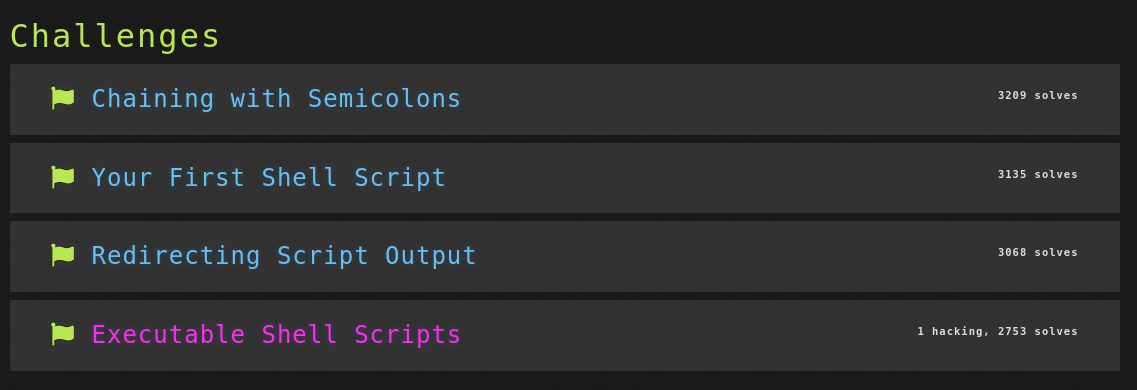 Challenges
Chaining with Semicolons 3209 solves
Your First Shell Script 3135 solves
Redirecting Script Output 3068 solves
Executable Shell Scripts 1 hacking, 2753 solves